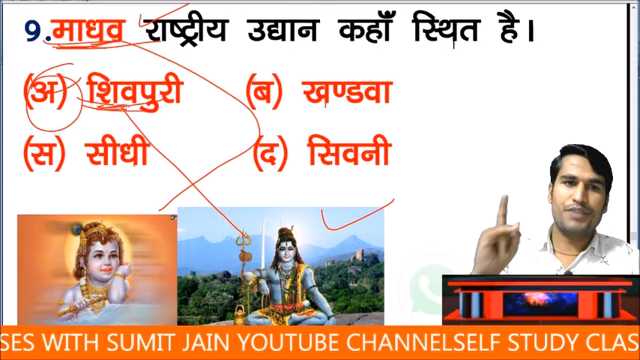 9. माधव राष्ट्रीय उद्यान कहाँ स्थित है।
(अ) शिवपुरी (ब) खण्डवा
(स) सीधी (द) सिवनी
SES WITH SUMIT JAIN YOUTUBE CHANNELSELF STUDY CLAS